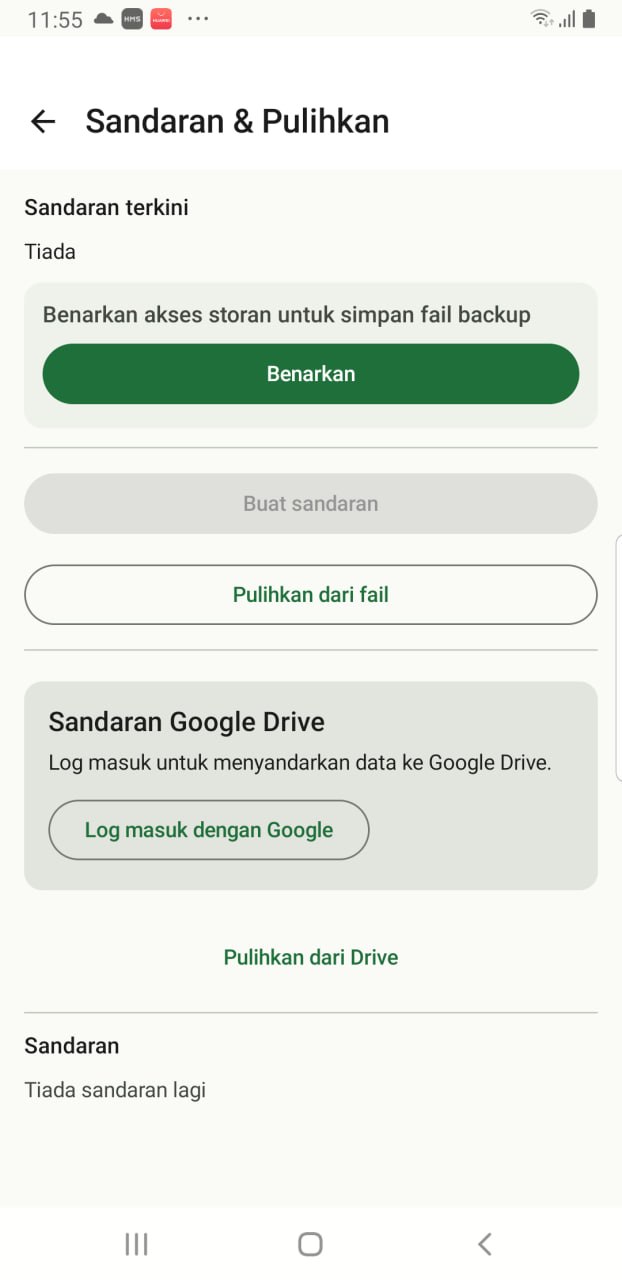 11:55 HMS HUAWEI ...
Sandaran & Pulihkan
Sandaran terkini
Tiada
Benarkan akses storan untuk simpan fail backup
Benarkan
Buat sandaran
Pulihkan dari fail
Sandaran Google Drive
Log masuk untuk menyandarkan data ke Google Drive.
Log masuk dengan Google
Pulihkan dari Drive
Sandaran
Tiada sandaran lagi